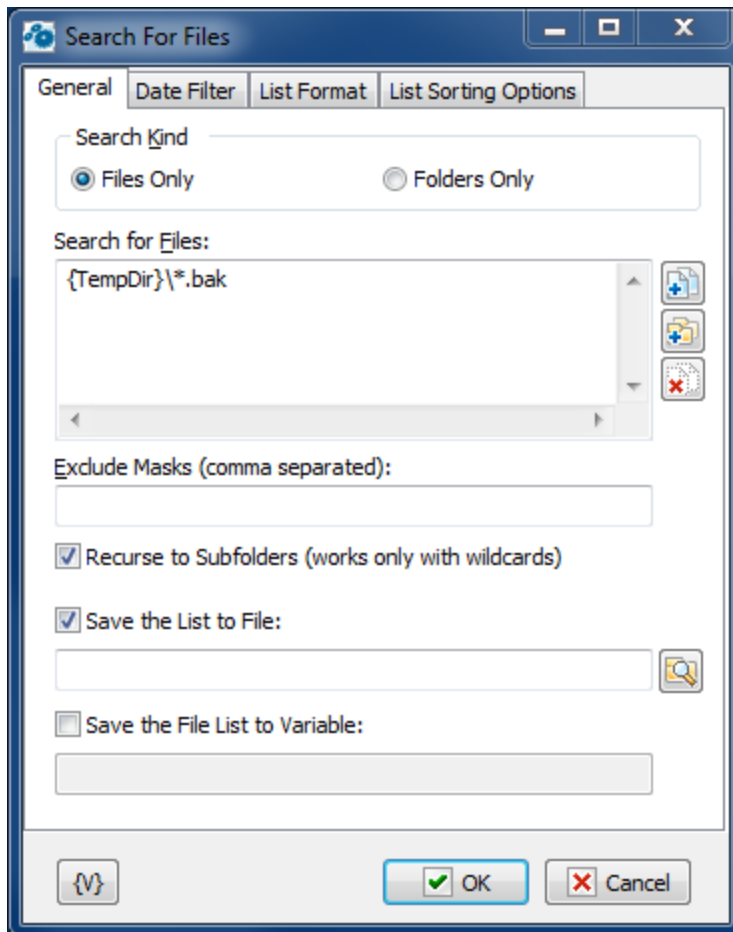 Search For Files
General Date Filter List Format List Sorting Options
Search Kind
Files Only Folders Only
Search for Files:
{TempDir}\*.bak
Exclude Masks (comma separated):
Recurse to Subfolders (works only with wildcards)
Save the List to File:
Save the File List to Variable:
{V} OK Cancel